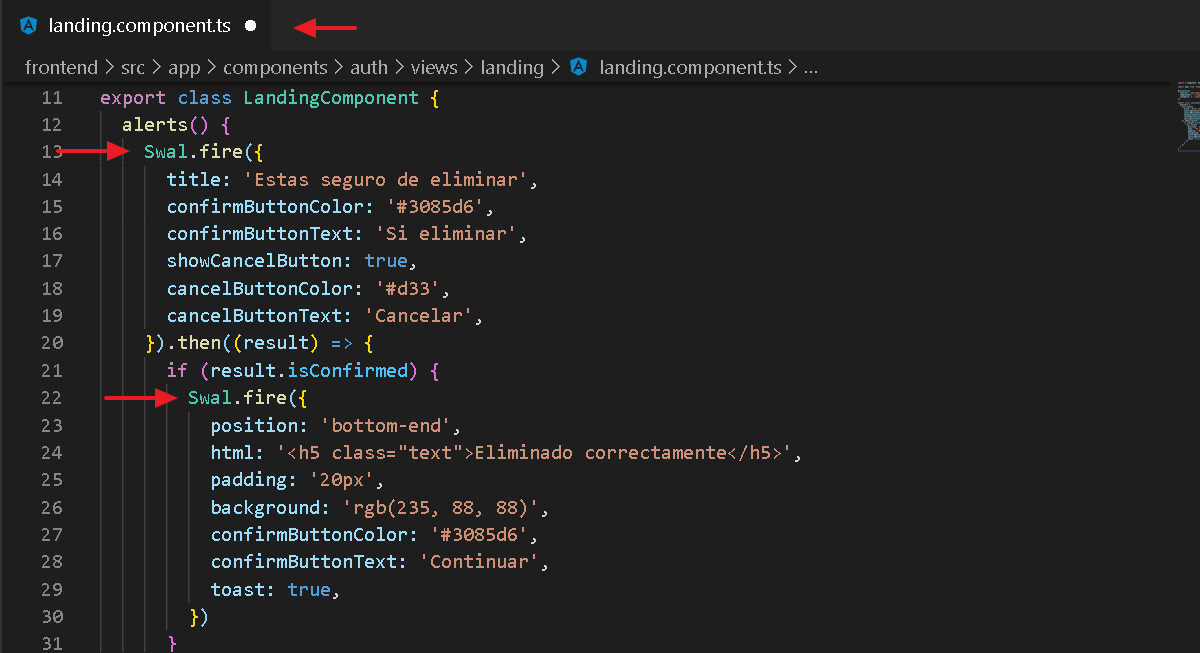 landing.component.ts
frontend > src > app > components > auth > views > landing > landing.component.ts > ...
11 export class LandingComponent {
12 alerts() {
13 Swal.fire({
14 title: 'Estas seguro de eliminar',
15 confirmButtonColor: '#3085d6',
16 confirmButtonText: 'Si eliminar',
17 showCancelButton: true,
18 cancelButtonColor: '#d33',
19 cancelButtonText: 'Cancelar',
20 }).then((result) => {
21 if (result.isConfirmed) {
22 Swal.fire({
23 position: 'bottom-end',
24 html: '<h5 class="text">Eliminado correctamente</h5>',
25 padding: '20px',
26 background: 'rgb(235, 88, 88)',
27 confirmButtonColor: '#3085d6',
28 confirmButtonText: 'Continuar',
29 toast: true,
30 })
31 }